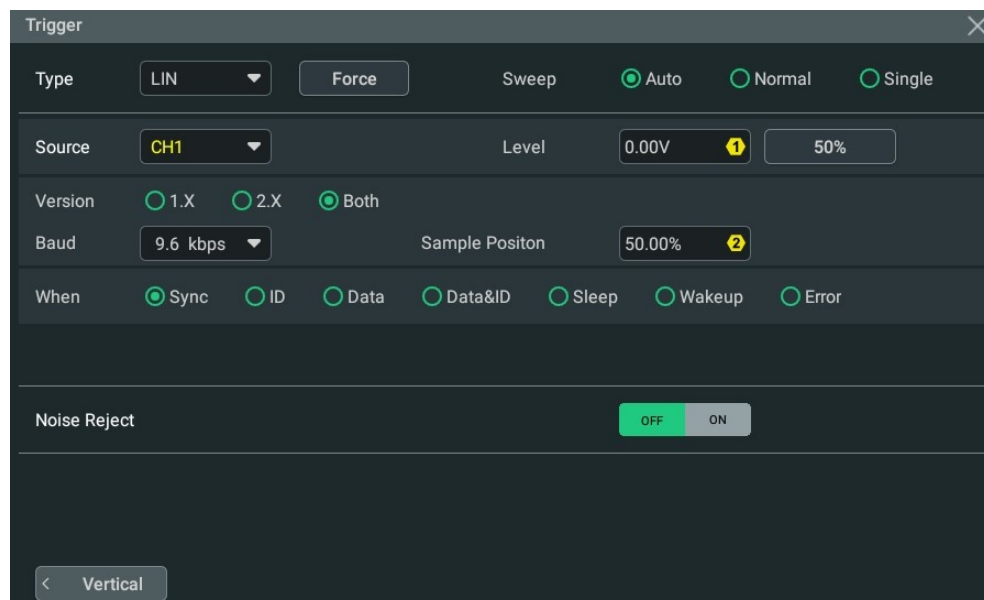 Trigger
Type LIN Force Sweep Auto Normal Single
Source CH1 Level 0.00V 1 50%
Version 1.X 2.X Both
Baud 9.6 kbps Sample Positon 50.00% 2
When Sync ID Data Data&ID Sleep Wakeup Error
Noise Reject OFF ON
< Vertical